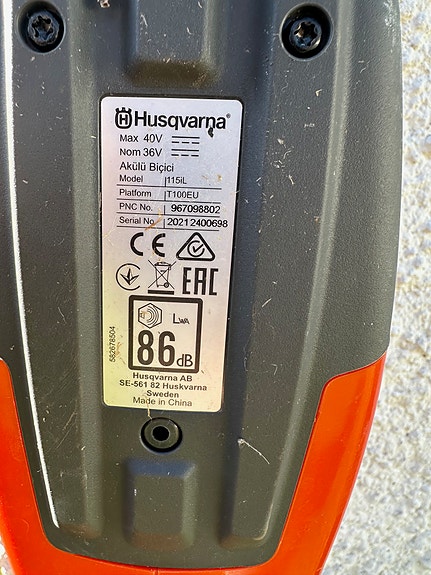 Husqvarna®
Max 40V
Nom 36V
Akülü Biçici
Model 115iL
Platform T100EU
PNC No. 967098802
Serial No. 20212400698
CE
EAC
LWA
86 dB
582678504
Husqvarna AB
SE-561 82 Huskvarna
Sweden
Made in China